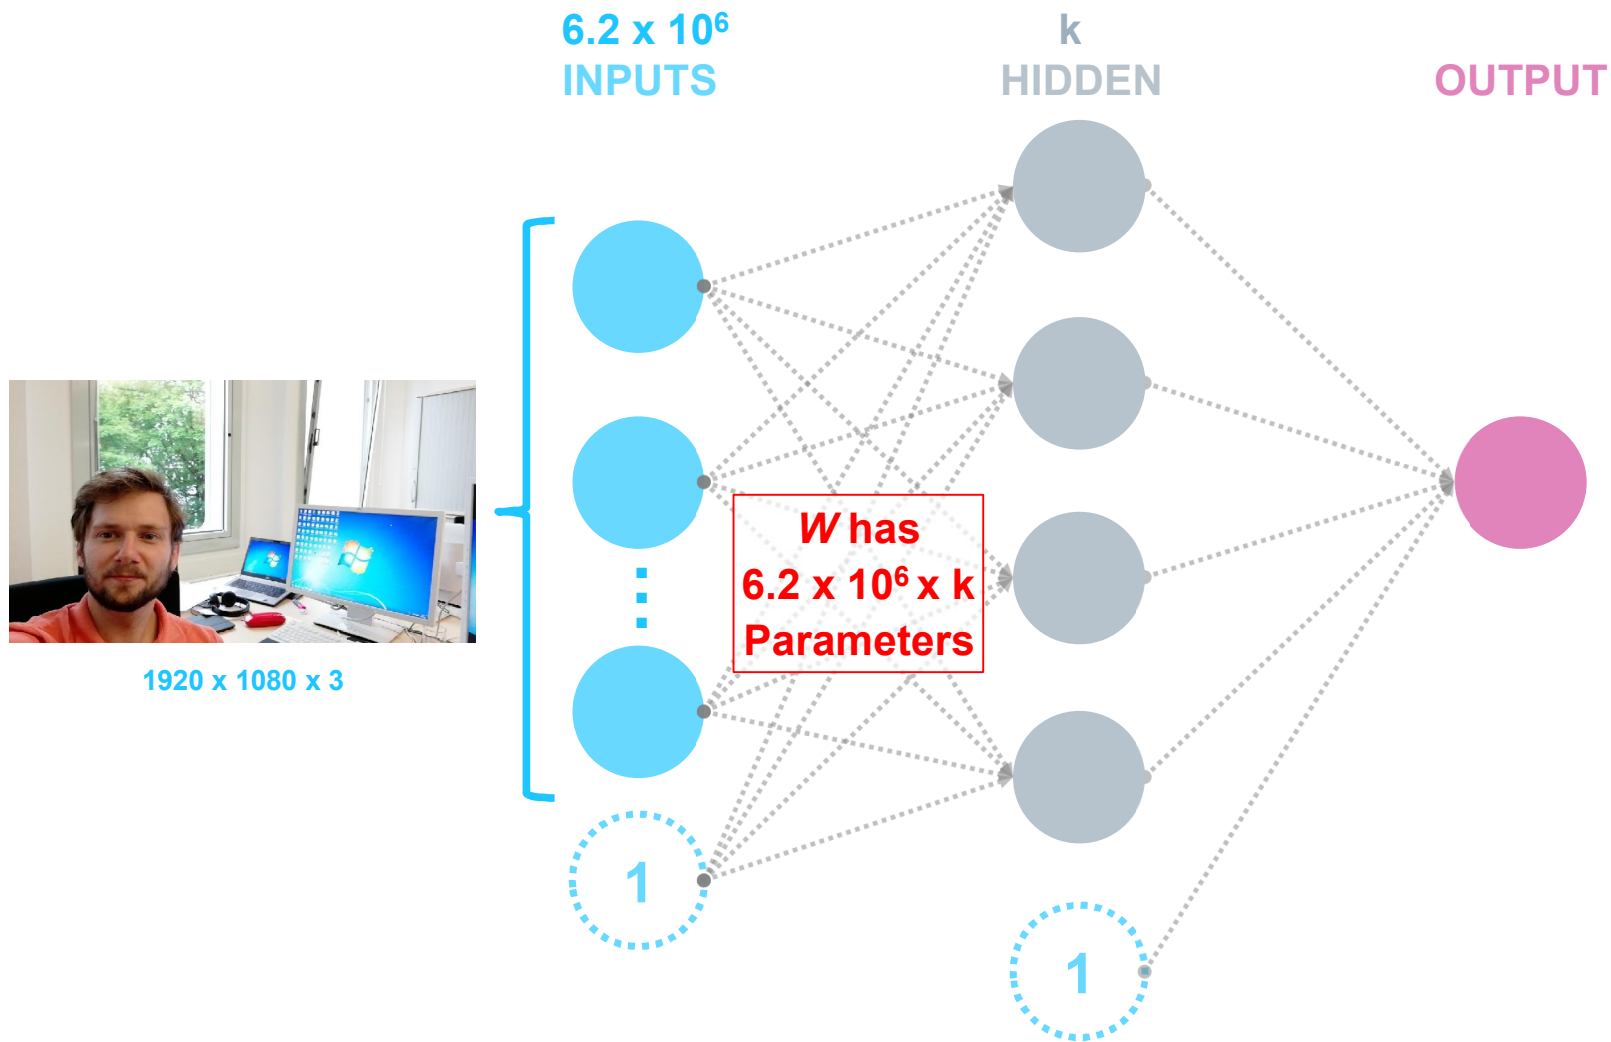 6.2 x 10⁶
INPUTS
k
HIDDEN
OUTPUT
W has
6.2 x 10⁶ x k
Parameters
1920 x 1080 x 3
1
1